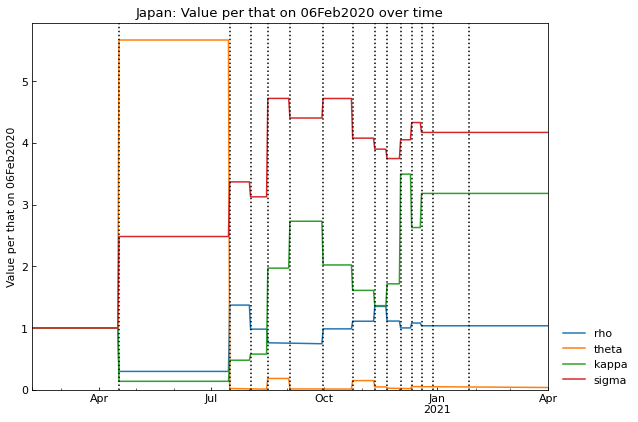 Japan: Value per that on 06Feb2020 over time
Value per that on 06Feb2020
5
4
3
2
1
0
Apr
Jul
Oct
Jan
2021
Apr
rho
theta
kappa
sigma